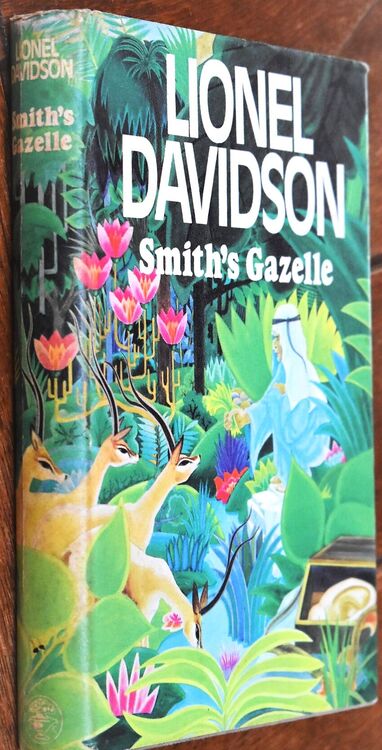 LIONEL
DAVIDSON
Smith's
Gazelle
LIONEL
DAVIDSON
Smith's Gazelle